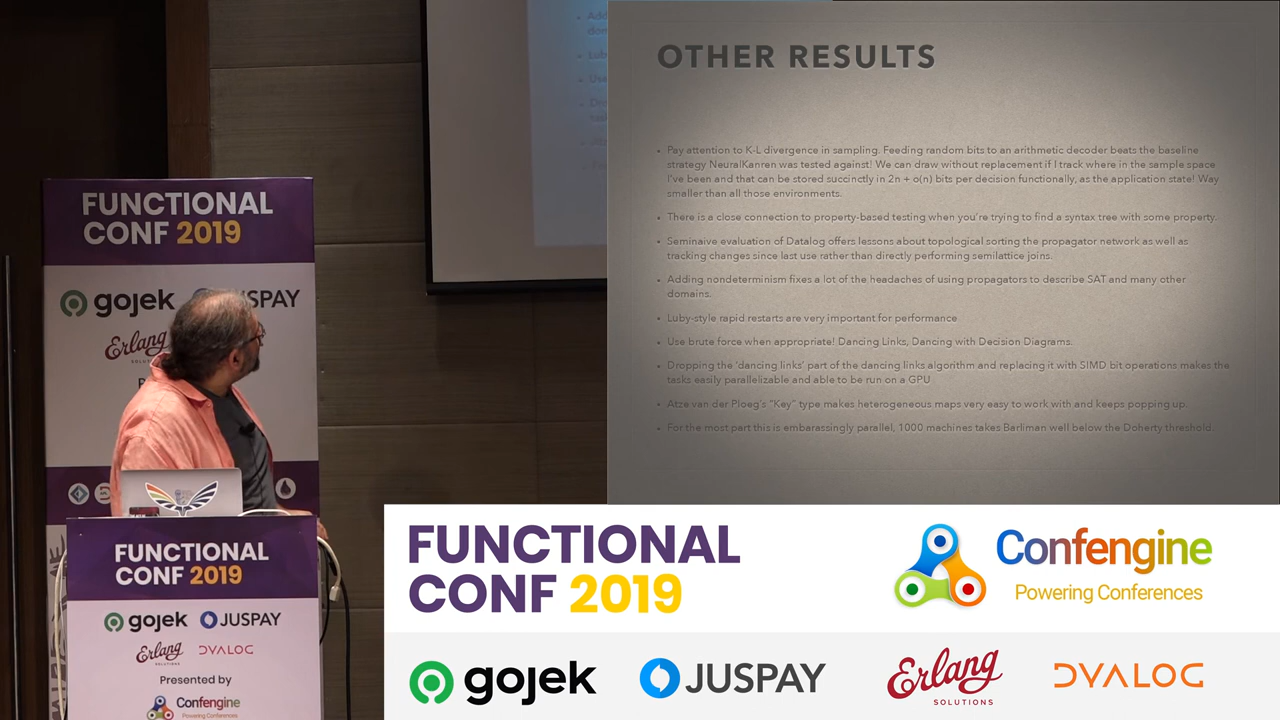 OTHER RESULTS
• Pay attention to K-L divergence in sampling. Feeding random bits to an arithmetic decoder beats the baseline
strategy NeuralKanren was tested against! We can draw without replacement if I track where in the sample space
I've been and that can be stored succinctly in 2n + o(n) bits per decision functionally, as the application state! Way
smaller than all those environments.
• There is a close connection to property-based testing when you're trying to find a syntax tree with some property.
• Seminaive evaluation of Datalog offers lessons about topological sorting the propagator network as well as
tracking changes since last use rather than directly performing semilattice joins.
• Adding nondeterminism fixes a lot of the headaches of using propagators to describe SAT and many other
domains.
• Luby-style rapid restarts are very important for performance
• Use brute force when appropriate! Dancing Links, Dancing with Decision Diagrams.
• Dropping the 'dancing links' part of the dancing links algorithm and replacing it with SIMD bit operations makes the
tasks easily parallelizable and able to be run on a GPU
• Atze van der Ploeg's "Key" type makes heterogeneous maps very easy to work with and keeps popping up.
• For the most part this is embarassingly parallel, 1000 machines takes Barliman well below the Doherty threshold.
FUNCTIONAL
CONF 2019
gojek
SPAY
Erlang
FUNCTIONAL
CONF 2019
gojek JUSPAY
Erlang DYALOG
SOLUTIONS
Presented by
Confengine
Powering Conferences
FUNCTIONAL
CONF 2019
Confengine
Powering Conferences
gojek JUSPAY Erlang DYALOG
SOLUTIONS